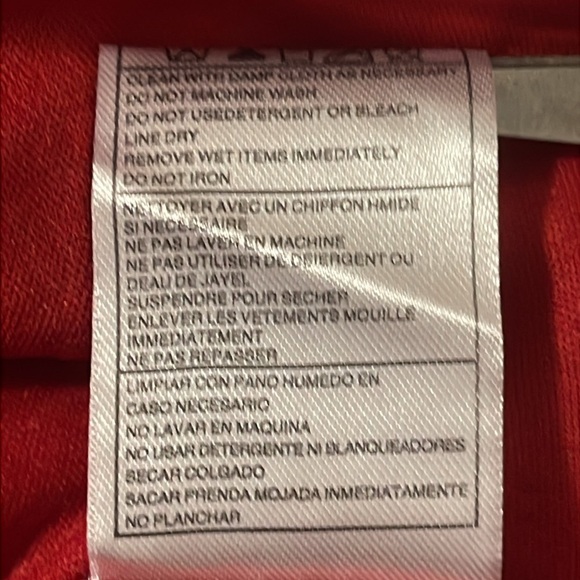 CLEAN WITH DAMP CLOTH AS NECESSARY
DO NOT MACHINE WASH
DO NOT USEDETERGENT OR BLEACH
LINE DRY
REMOVE WET ITEMS IMMEDIATELY
DO NOT IRON
NETTOYER AVEC UN CHIFFON HMIDE
SI NECESSAIRE
NE PAS LAVER EN MACHINE
NE PAS UTILISER DE DETERGENT OU
DEAU DE JAVEL
SUSPENDRE POUR SECHER
ENLEVER LES VETEMENTS MOUILLE
IMMEDIATEMENT
NE PAS REPASSER
LIMPIAR CON PANO HUMEDO EN
CASO NECESARIO
NO LAVAR EN MAQUINA
NO USAR DETERGENTE NI BLANQUEADORES
SECAR COLGADO
SACAR PRENDA MOJADA INMEDIATAMENTE
NO PLANCHAR